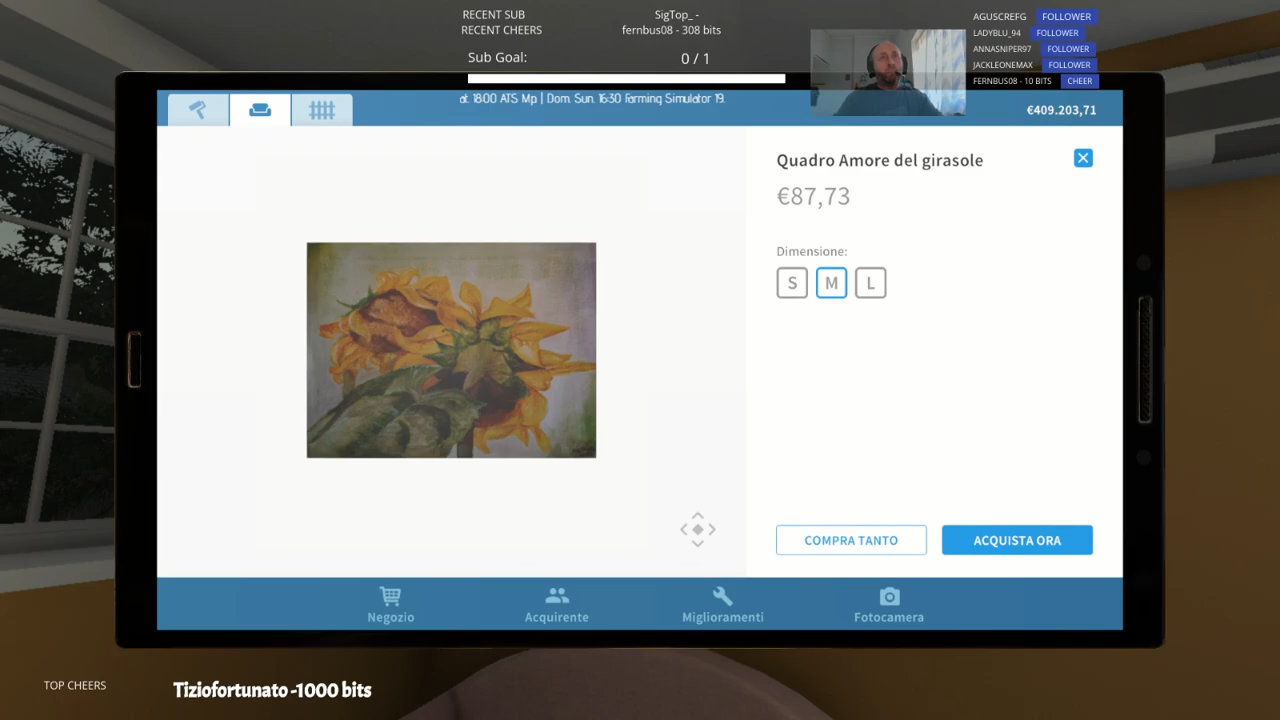 RECENT SUB
SigTop_ -
RECENT CHEERS
fernbus08 - 308 bits
Sub Goal:
0 / 1
AGUSCREFG FOLLOWER
LADYBLU_94 FOLLOWER
ANNASNIPER97 FOLLOWER
JACKLEONEMAX FOLLOWER
FERNBUS08 - 10 BITS CHEER
at. 18:00 ATS Mp | Dom. Sun. 16:30 Farming Simulator 19.
€409.203,71
Quadro Amore del girasole
€87,73
Dimensione:
S M L
COMPRA TANTO
ACQUISTA ORA
Negozio
Acquirente
Miglioramenti
Fotocamera
TOP CHEERS
Tiziofortunato -1000 bits